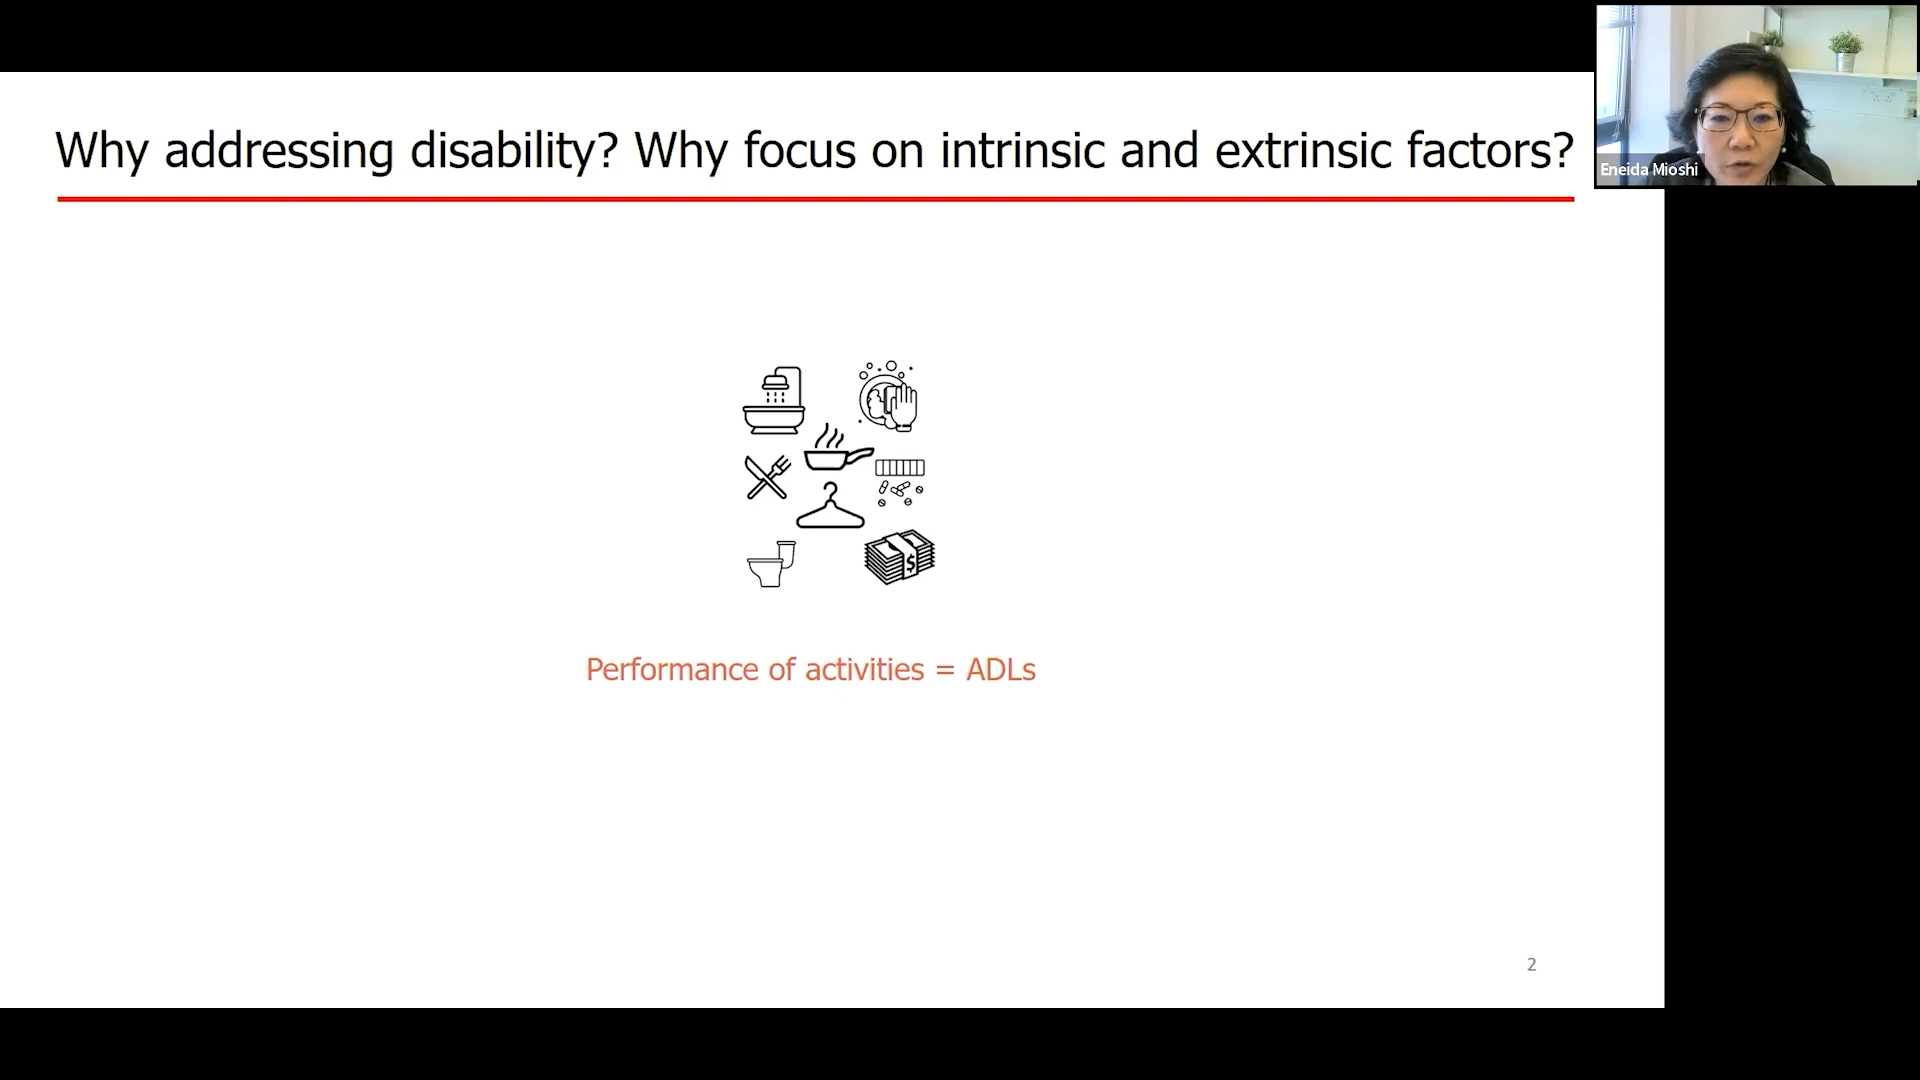 Why addressing disability? Why focus on intrinsic and extrinsic factors?
Eneida Mioshi
$
Performance of activities = ADLs
2